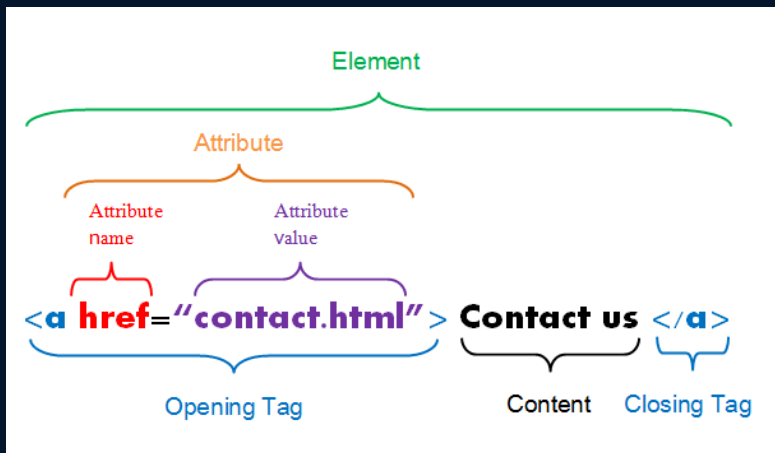 Element
Attribute
Attribute
name
Attribute
value
<a href=“contact.html”> Contact us </a>
Opening Tag
Content
Closing Tag